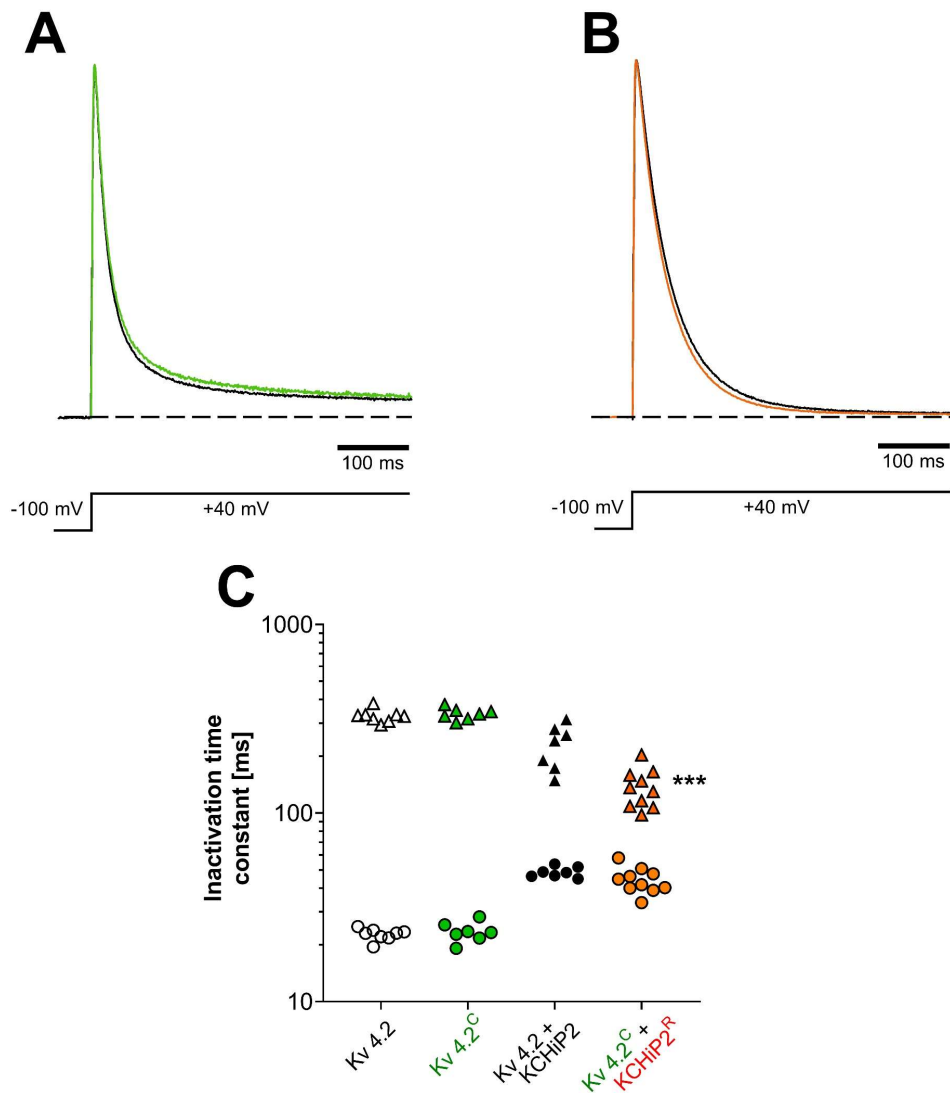 A
B
100 ms
100 ms
-100 mV
+40 mV
-100 mV
+40 mV
C
Inactivation time
constant [ms]
1000
100
10
***
Kv 4.2
Kv 4.2C
Kv 4.2 +
KCHiP2
Kv 4.2C +
KCHiP2R